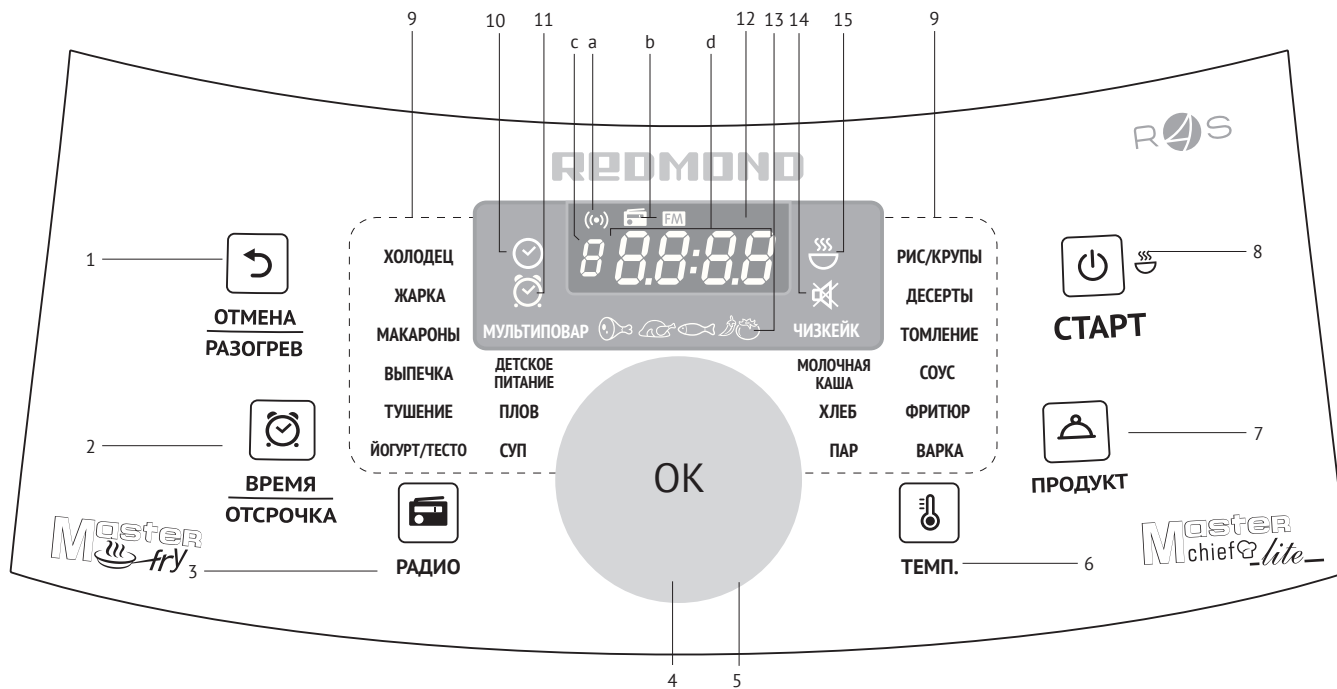 9 10 11 12 13 14 15 9
c a b d
R4S
REDMOND
FM
8 88:88
1
ОТМЕНА
РАЗОГРЕВ
2
ВРЕМЯ
ОТСРОЧКА
Master
fry
3
РАДИО
ХОЛОДЕЦ
ЖАРКА
МАКАРОНЫ
ВЫПЕЧКА
ТУШЕНИЕ
ЙОГУРТ/ТЕСТО
МУЛЬТИПОВАР
ДЕТСКОЕ
ПИТАНИЕ
ПЛОВ
СУП
OK
4 5
ЧИЗКЕЙК
МОЛОЧНАЯ
КАША
ХЛЕБ
ПАР
РИС/КРУПЫ
ДЕСЕРТЫ
ТОМЛЕНИЕ
СОУС
ФРИТЮР
ВАРКА
ТЕМП.
6
8
СТАРТ
7
ПРОДУКТ
Master
chief lite